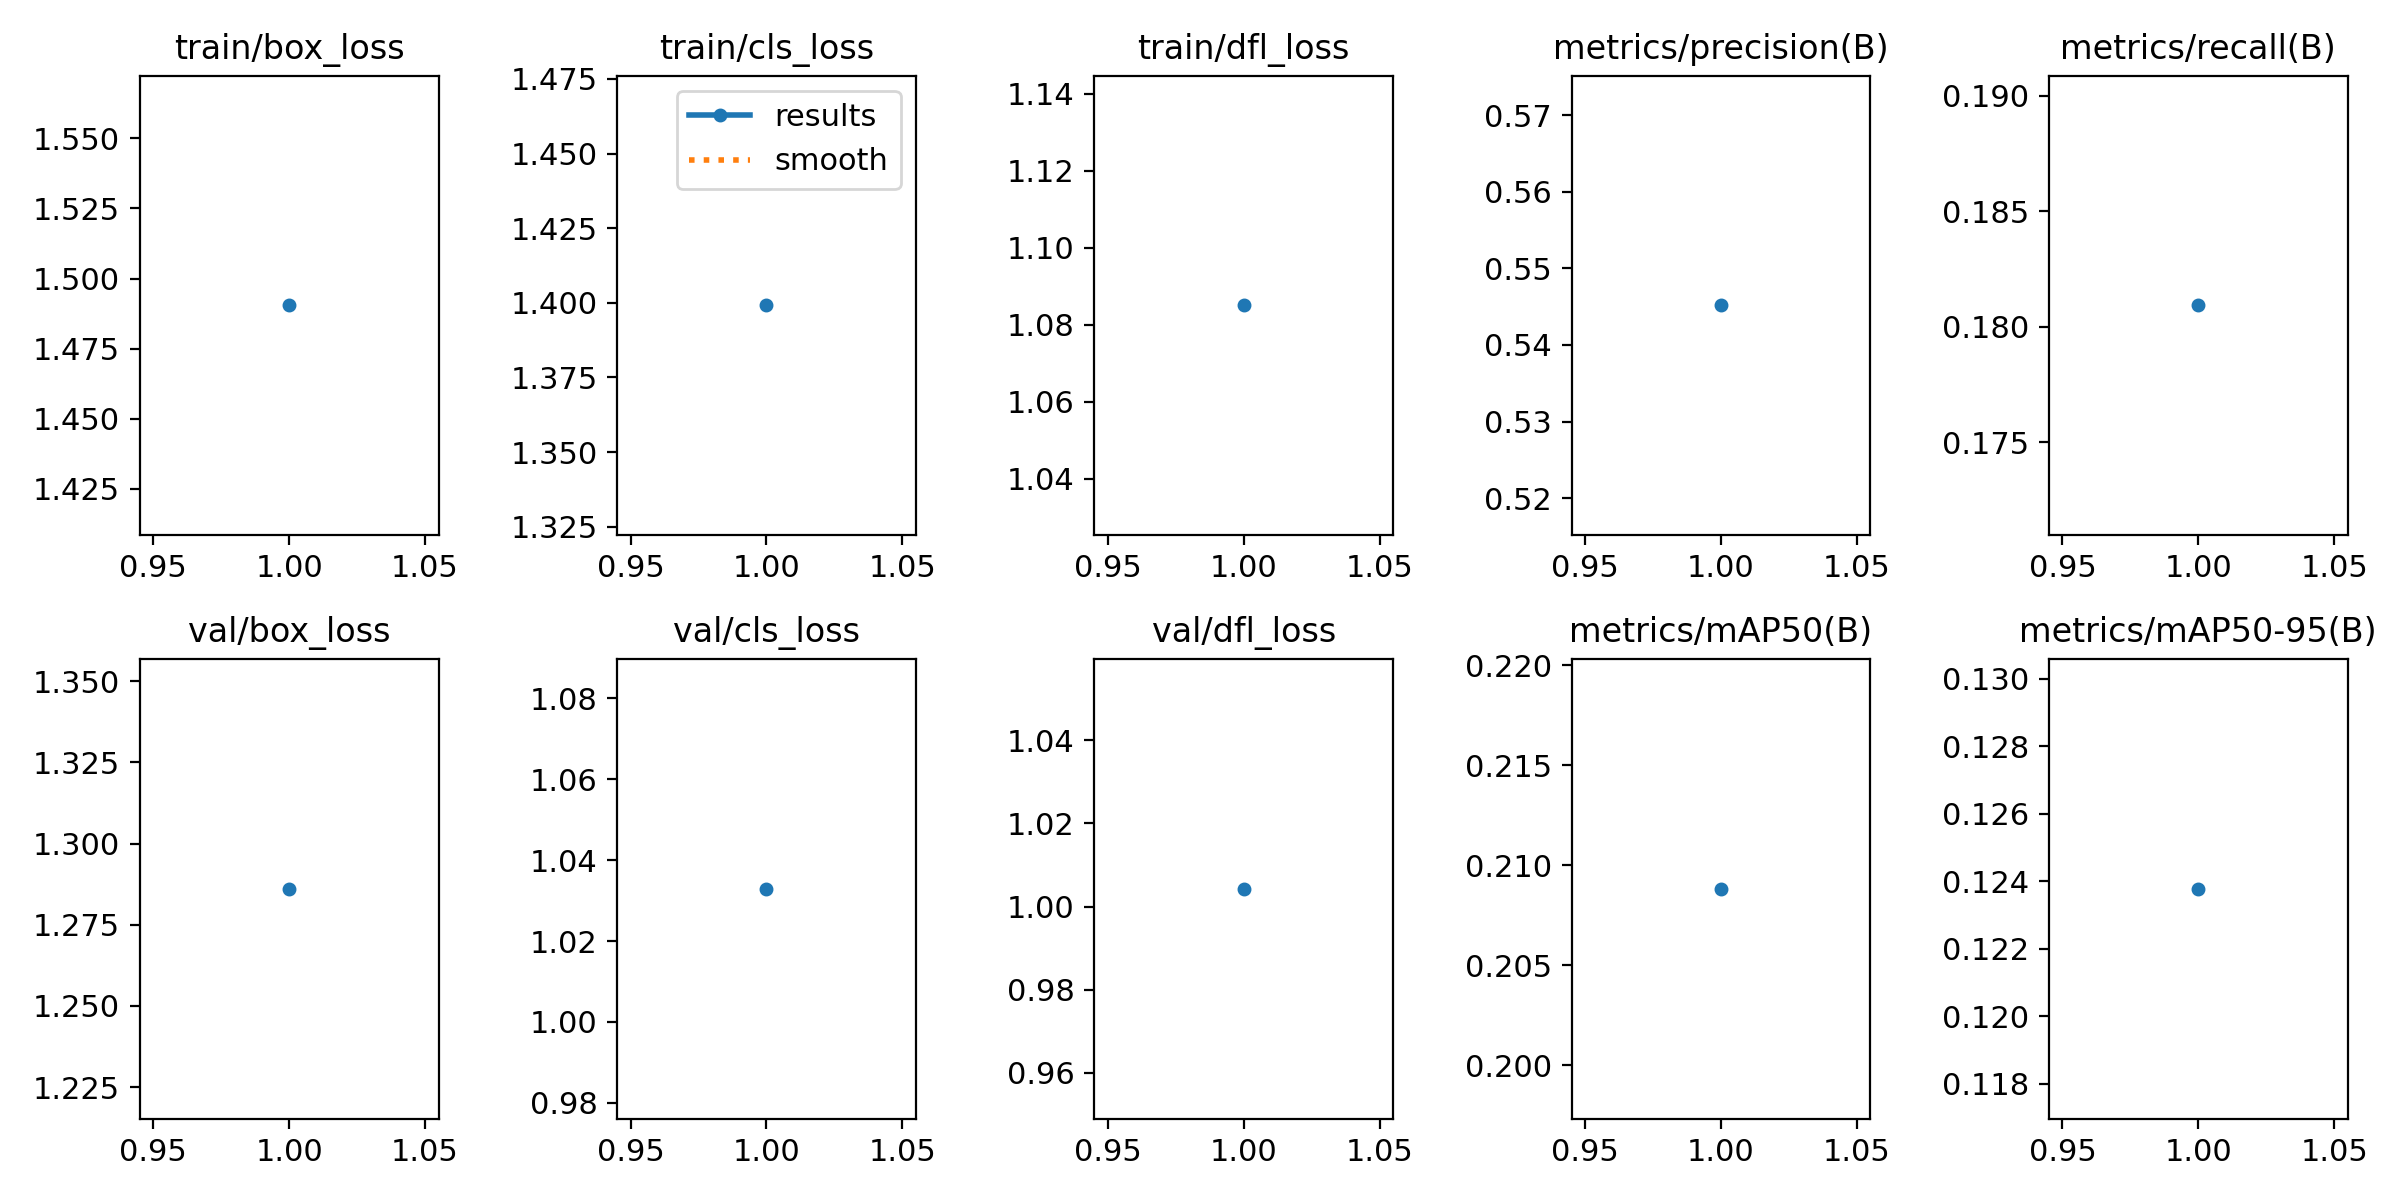 train/box_loss
1.550
1.525
1.500
1.475
1.450
1.425
0.95 1.00 1.05
train/cls_loss
results
smooth
1.475
1.450
1.425
1.400
1.375
1.350
1.325
0.95 1.00 1.05
train/dfl_loss
1.14
1.12
1.10
1.08
1.06
1.04
0.95 1.00 1.05
metrics/precision(B)
0.57
0.56
0.55
0.54
0.53
0.52
0.95 1.00 1.05
metrics/recall(B)
0.190
0.185
0.180
0.175
0.95 1.00 1.05
val/box_loss
1.350
1.325
1.300
1.275
1.250
1.225
0.95 1.00 1.05
val/cls_loss
1.08
1.06
1.04
1.02
1.00
0.98
0.95 1.00 1.05
val/dfl_loss
1.04
1.02
1.00
0.98
0.96
0.95 1.00 1.05
metrics/mAP50(B)
0.220
0.215
0.210
0.205
0.200
0.95 1.00 1.05
metrics/mAP50-95(B)
0.130
0.128
0.126
0.124
0.122
0.120
0.118
0.95 1.00 1.05